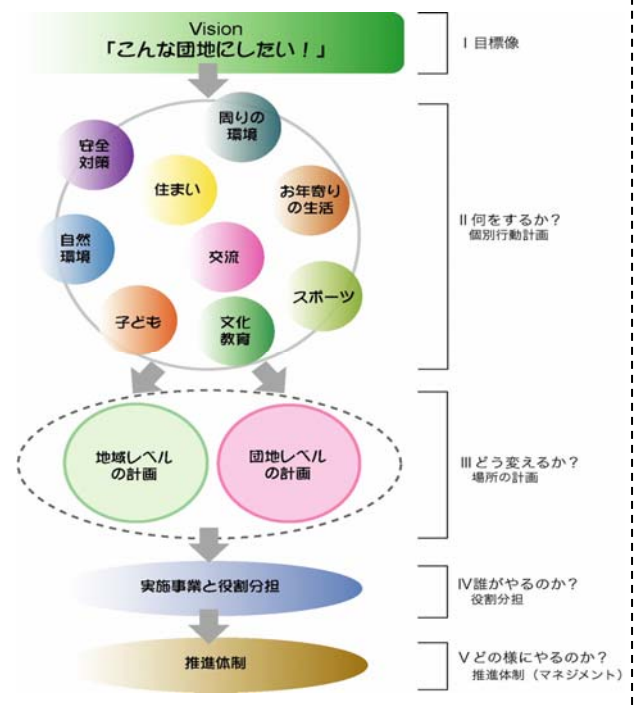 Vision
「こんな団地にしたい！」
Ⅰ目標像
周りの
環境
安全
対策
住まい
お年寄り
の生活
Ⅱ何をするか？
個別行動計画
自然
環境
交流
スポーツ
子ども
文化
教育
地域レベル
の計画
団地レベル
の計画
Ⅲどう変えるか？
場所の計画
実施事業と役割分担
Ⅳ誰がやるのか？
役割分担
推進体制
Ⅴどの様にやるのか？
推進体制（マネジメント）